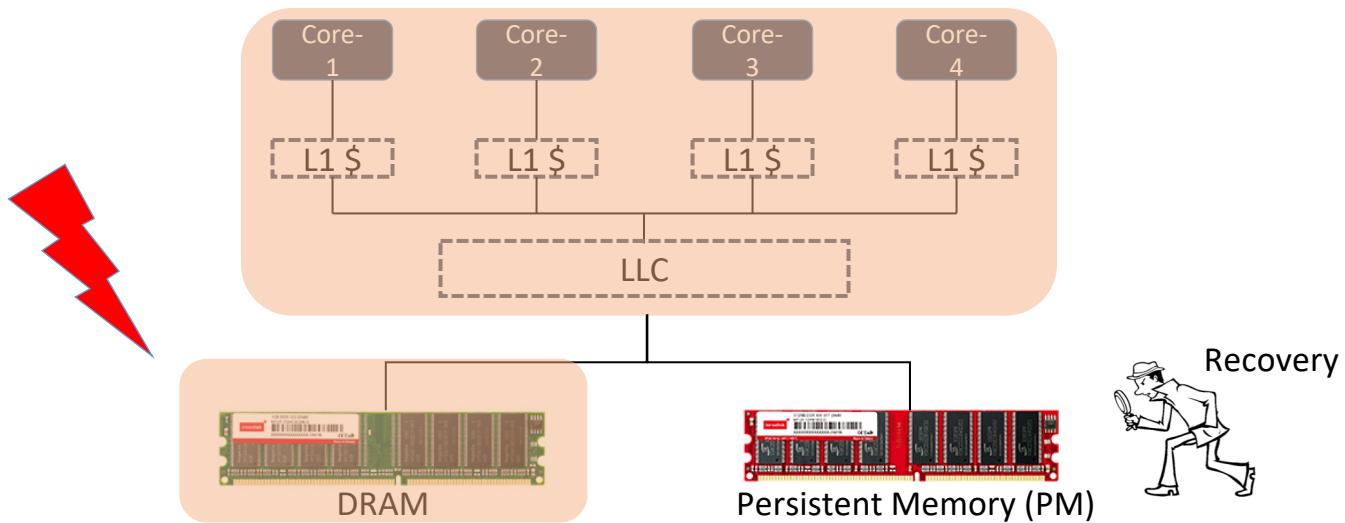 Core-
1
Core-
2
Core-
3
Core-
4
L1 $
L1 $
L1 $
L1 $
LLC
Recovery
DRAM
Persistent Memory (PM)